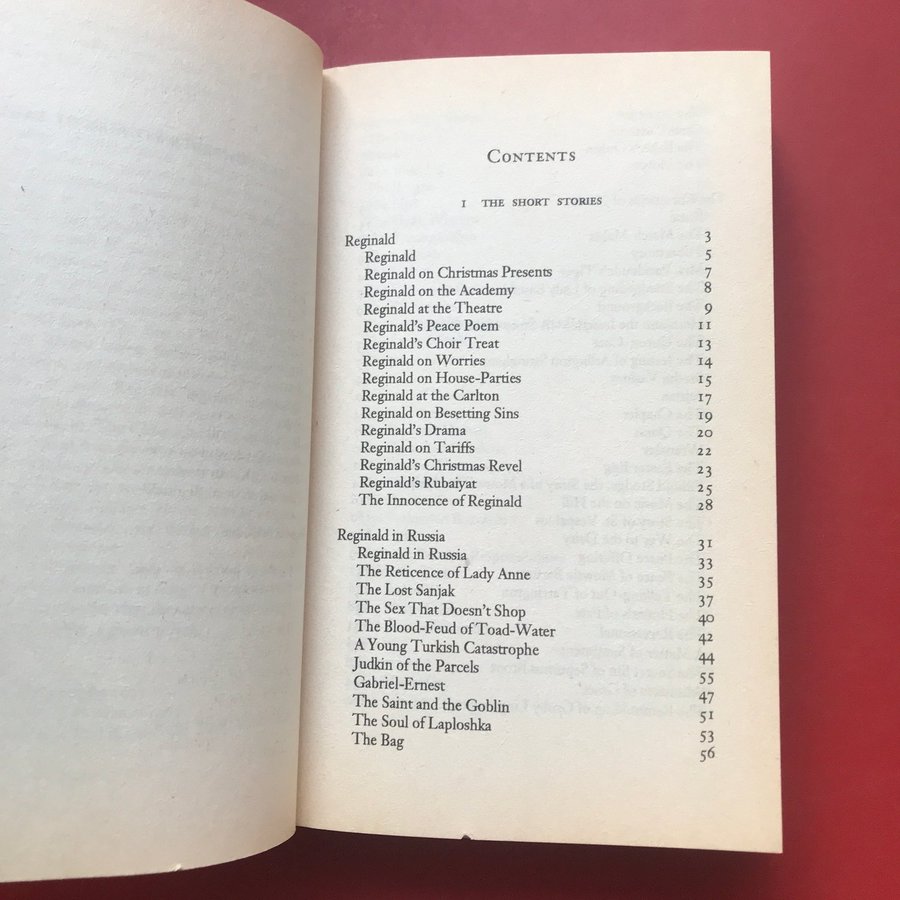 CONTENTS
I THE SHORT STORIES
Reginald 3
Reginald 5
Reginald on Christmas Presents 7
Reginald on the Academy 8
Reginald at the Theatre 9
Reginald's Peace Poem 11
Reginald's Choir Treat 13
Reginald on Worries 14
Reginald on House-Parties 15
Reginald at the Carlton 17
Reginald on Besetting Sins 19
Reginald's Drama 20
Reginald on Tariffs 22
Reginald's Christmas Revel 23
Reginald's Rubaiyat 25
The Innocence of Reginald 28
Reginald in Russia 31
Reginald in Russia 33
The Reticence of Lady Anne 35
The Lost Sanjak 37
The Sex That Doesn't Shop 40
The Blood-Feud of Toad-Water 42
A Young Turkish Catastrophe 44
Judkin of the Parcels 55
Gabriel-Ernest 47
The Saint and the Goblin 51
The Soul of Laploshka 53
The Bag 56